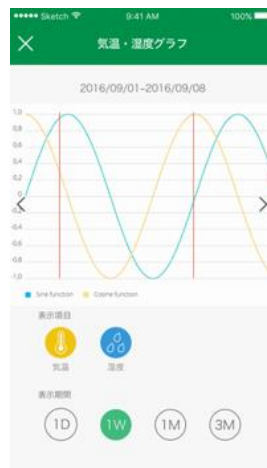 Sketch 9:41 AM 100%
気温・湿度グラフ
2016/09/01-2016/09/08
1,0
0,8
0,6
0,4
0,2
0
-0,2
-0,4
-0,6
-0,8
-1,0
Sine function Cosine function
表示項目
気温 湿度
表示期間
1D 1W 1M 3M